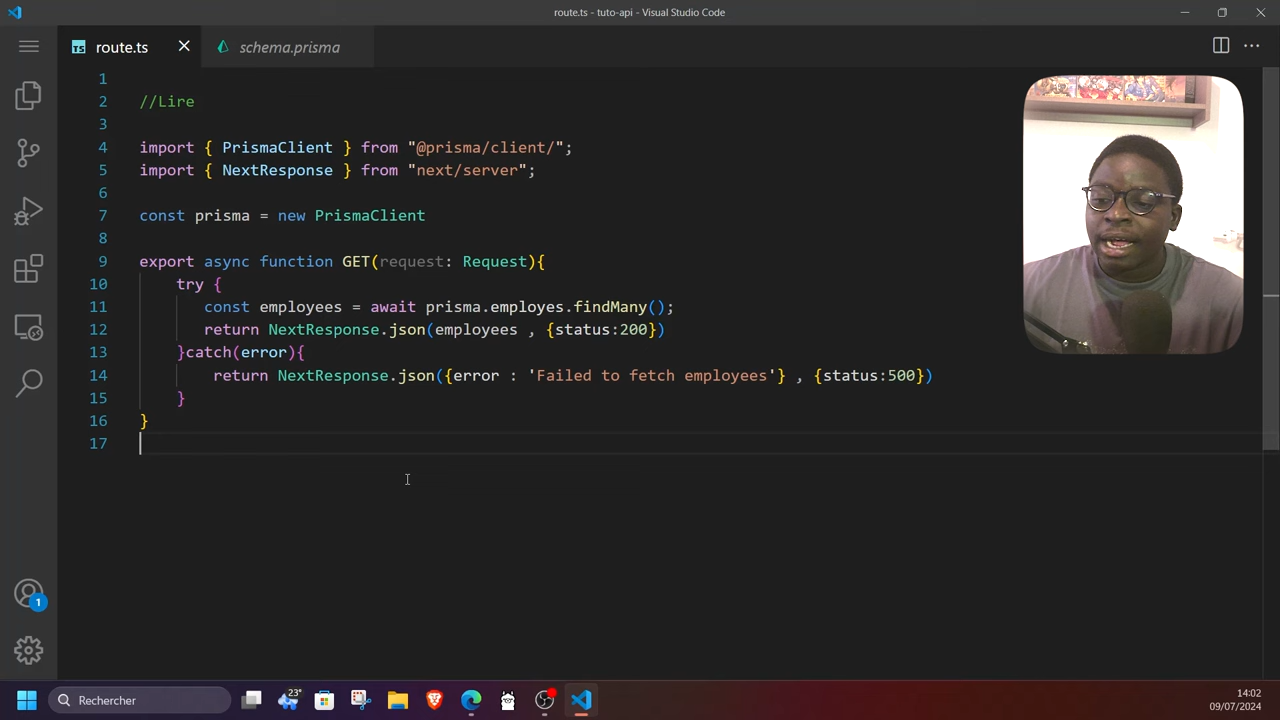 route.ts - tuto-api - Visual Studio Code
route.ts
schema.prisma
1
2 //Lire
3
4 import { PrismaClient } from "@prisma/client/";
5 import { NextResponse } from "next/server";
6
7 const prisma = new PrismaClient
8
9 export async function GET(request: Request){
10 try {
11 const employees = await prisma.employes.findMany();
12 return NextResponse.json(employees , {status:200})
13 }catch(error){
14 return NextResponse.json({error : 'Failed to fetch employees'} , {status:500})
15 }
16 }
17
1
Rechercher
23°
14:02
09/07/2024